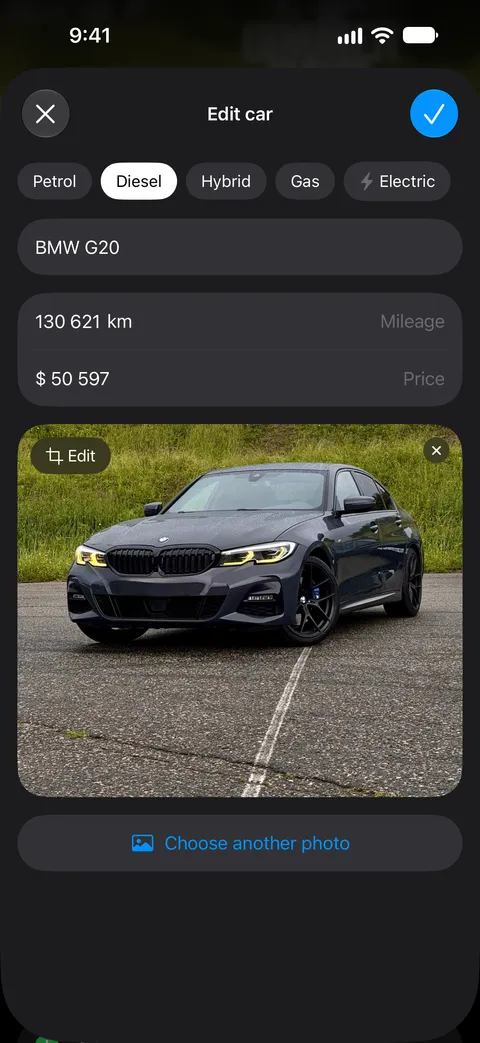 9:41
Edit car
Petrol Diesel Hybrid Gas Electric
BMW G20
130 621 km Mileage
$ 50 597 Price
Edit
Choose another photo